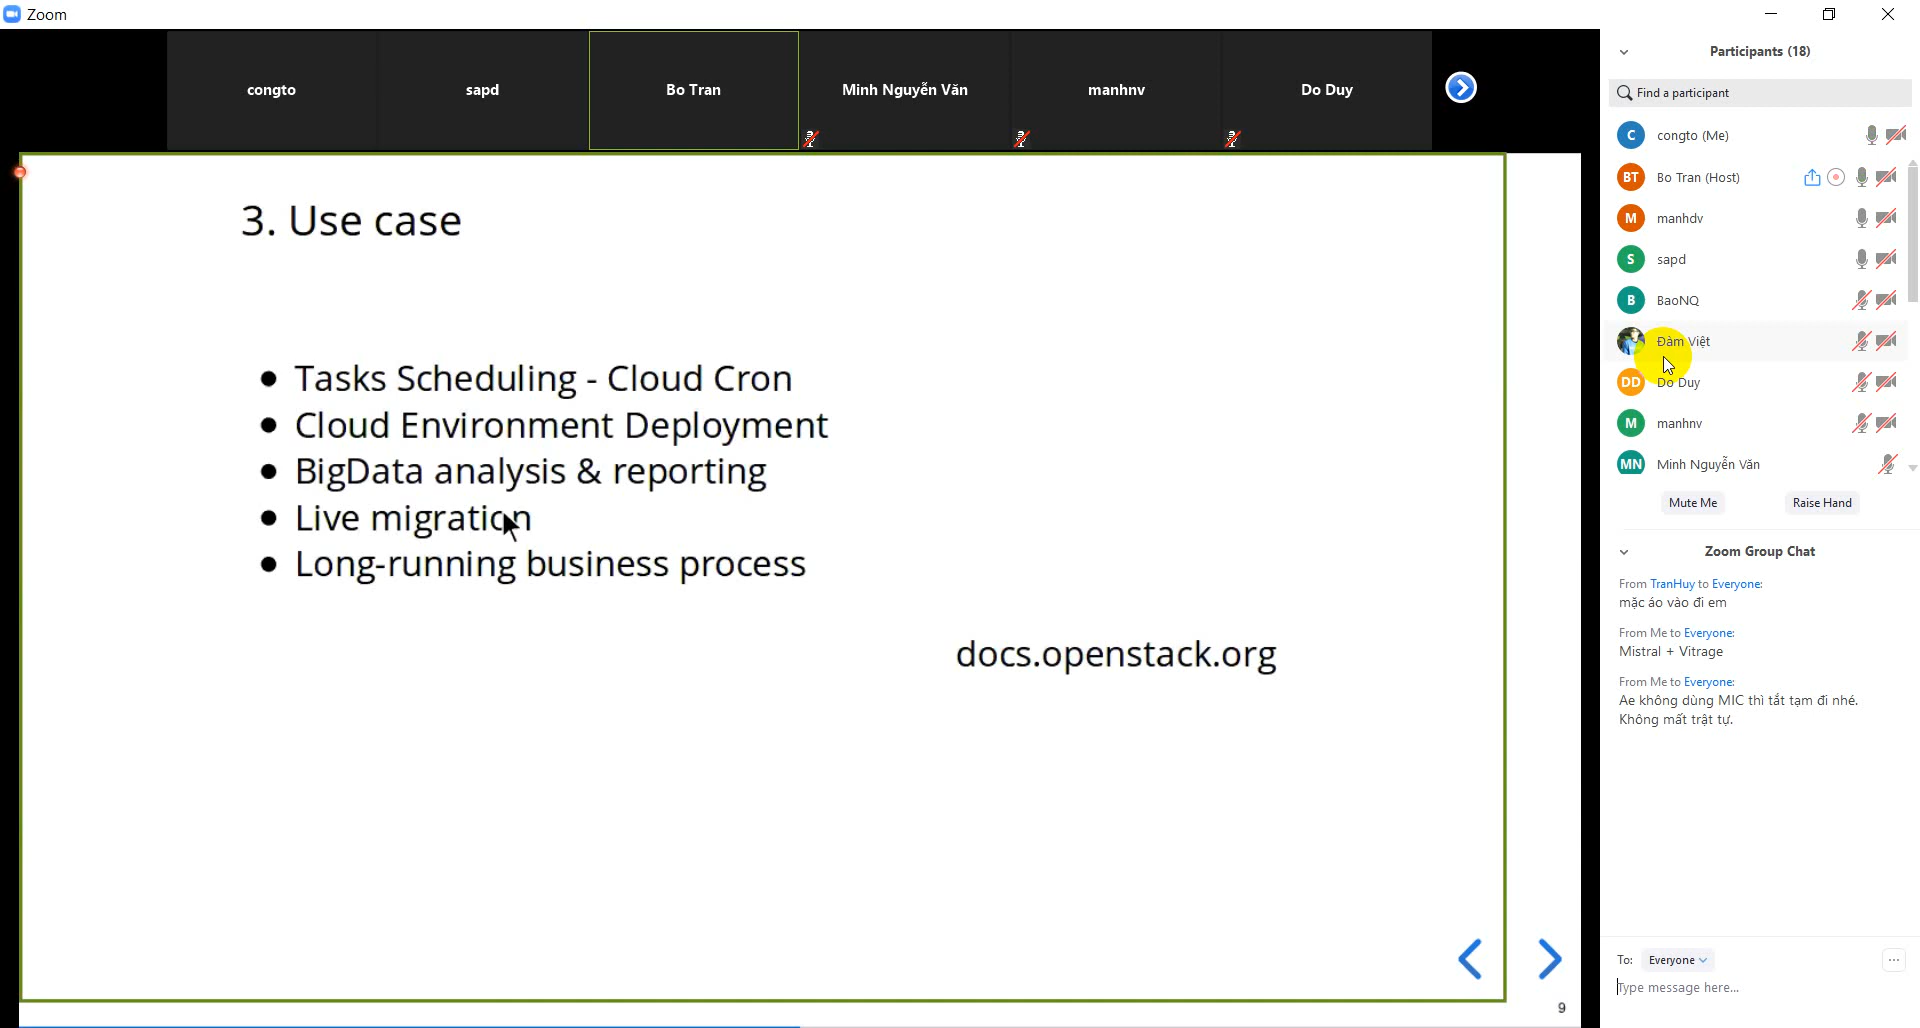 Zoom
congto
sapd
Bo Tran
Minh Nguyễn Văn
manhnv
Do Duy
3. Use case
Tasks Scheduling - Cloud Cron
Cloud Environment Deployment
BigData analysis & reporting
Live migration
Long-running business process
docs.openstack.org
9
Participants (18)
Find a participant
C congto (Me)
BT Bo Tran (Host)
M manhdv
S sapd
B BaoNQ
Đàm Việt
DD Do Duy
M manhnv
MN Minh Nguyễn Văn
Mute Me
Raise Hand
Zoom Group Chat
From TranHuy to Everyone:
mặc áo vào đi em
From Me to Everyone:
Mistral + Vitrage
From Me to Everyone:
Ae không dùng MIC thì tắt tạm đi nhé.
Không mất trật tự.
To: Everyone
Type message here...